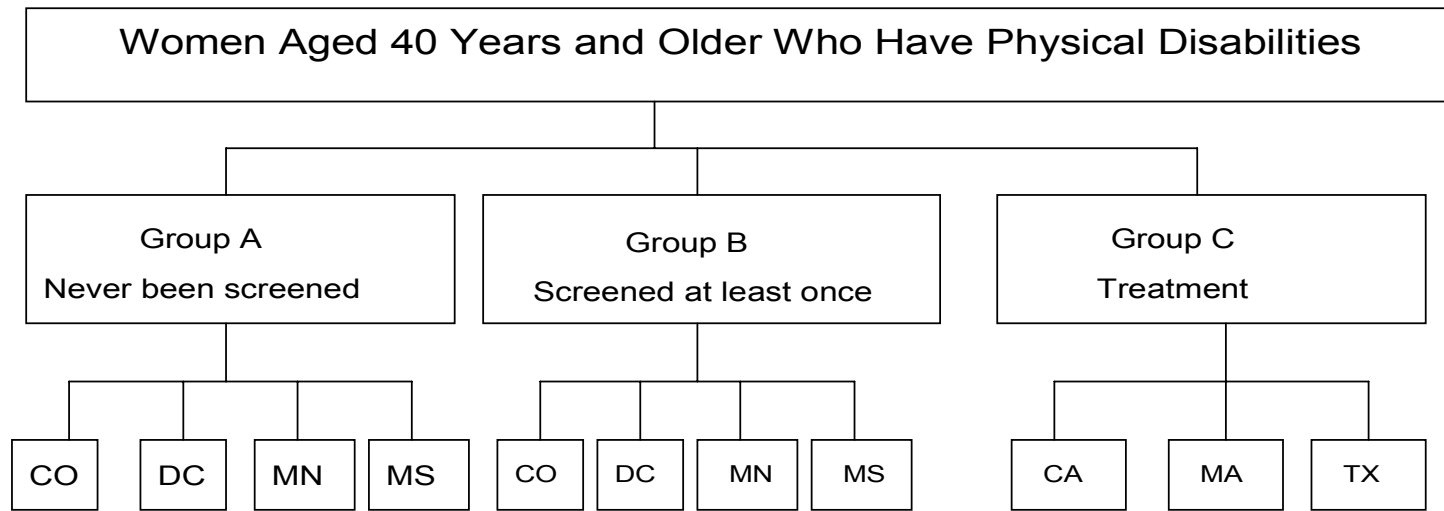 Women Aged 40 Years and Older Who Have Physical Disabilities
Group A
Never been screened
Group B
Screened at least once
Group C
Treatment
CO
DC
MN
MS
CO
DC
MN
MS
CA
MA
TX